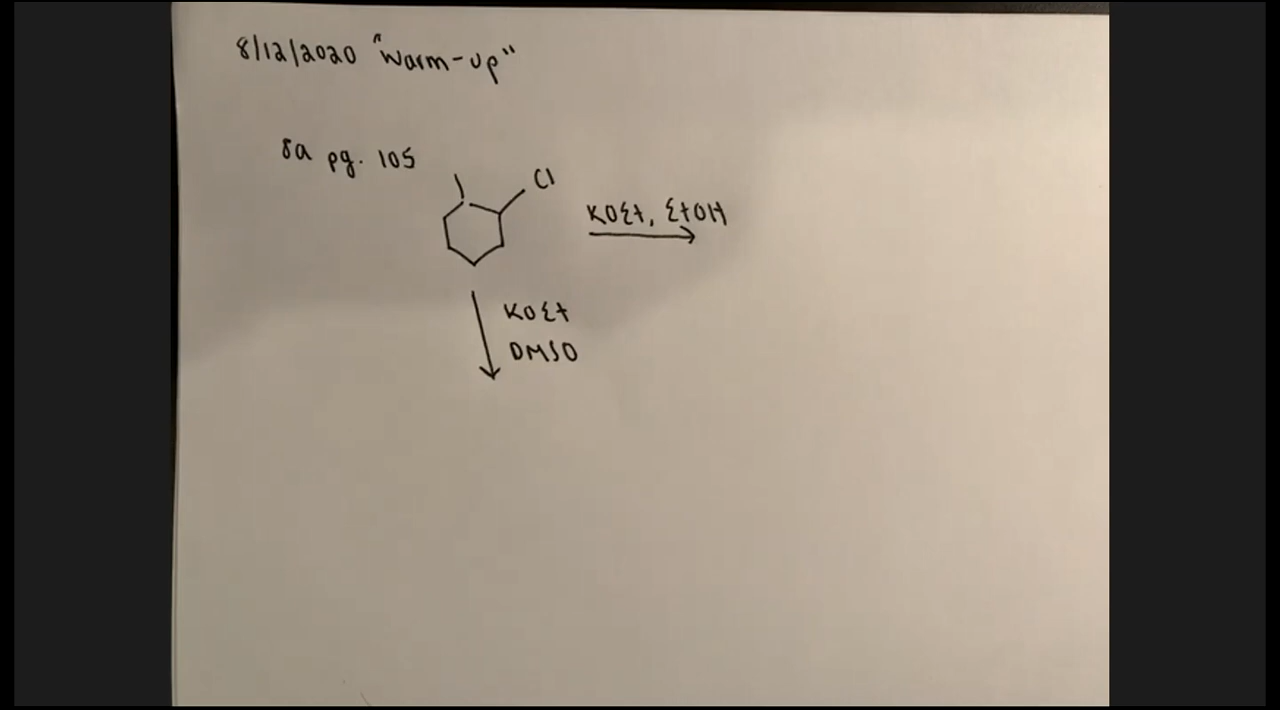 8/12/2020 "Warm-up"
8a pg. 105
Cl
KOEt, EtOH
KOEt
DMSO